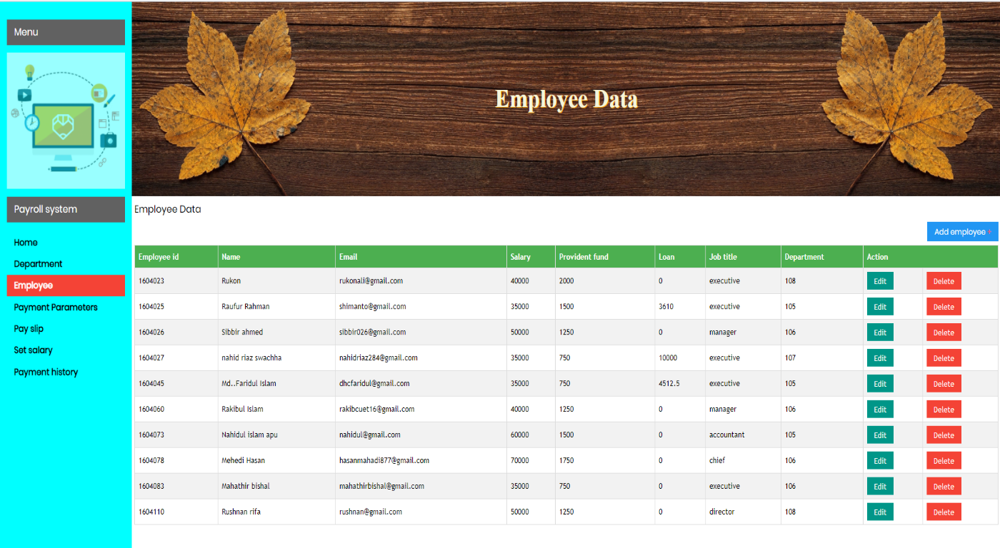 Menu
Payroll system
Home
Department
Employee
Payment Parameters
Pay slip
Set salary
Payment history
Employee Data
Employee Data
Add employee +
Employee id Name Email Salary Provident fund Loan Job title Department Action
1604023 Rukon rukonali@gmail.com 40000 2000 0 executive 108 Edit Delete
1604025 Raufur Rahman shimanto@gmail.com 35000 1500 3610 executive 105 Edit Delete
1604026 Sibbir ahmed sibbir026@gmail.com 50000 1250 0 manager 106 Edit Delete
1604027 nahid riaz swachha nahidriaz284@gmail.com 35000 750 10000 executive 107 Edit Delete
1604045 Md..Faridul Islam dhcfaridul@gmail.com 35000 750 4512.5 executive 105 Edit Delete
1604060 Rakibul Islam rakibcuet16@gmail.com 40000 1250 0 manager 106 Edit Delete
1604073 Nahidul islam apu nahidul@gmail.com 60000 1500 0 accountant 105 Edit Delete
1604078 Mehedi Hasan hasanmahadi877@gmail.com 70000 1750 0 chief 106 Edit Delete
1604083 Mahathir bishal mahathirbishal@gmail.com 35000 750 0 executive 106 Edit Delete
1604110 Rushnan rifa rushnan@gmail.com 50000 1250 0 director 108 Edit Delete